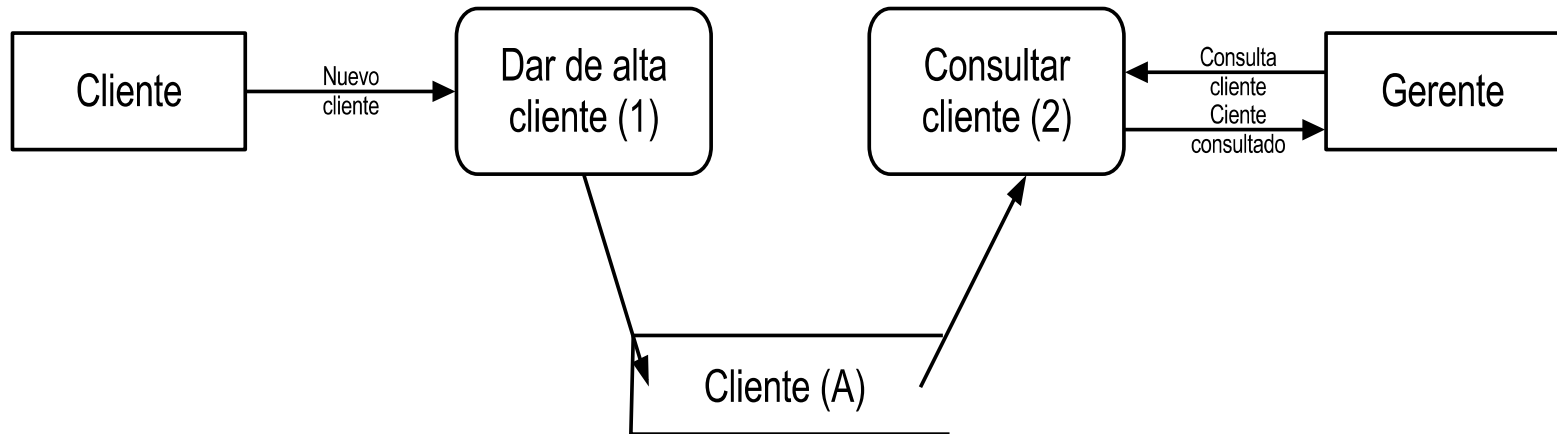 Cliente
Nuevo
cliente
Dar de alta
cliente (1)
Consultar
cliente (2)
Consulta
cliente
Ciente
consultado
Gerente
Cliente (A)